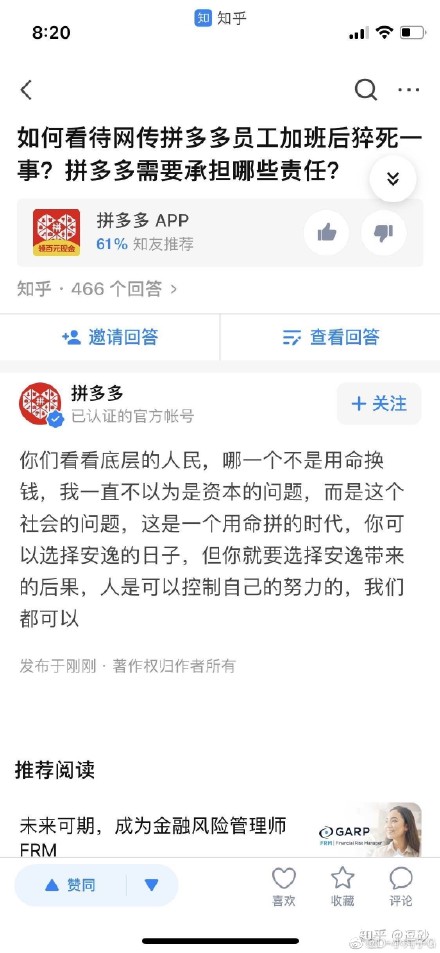 8:20
知 知乎
如何看待网传拼多多员工加班后猝死一
事？拼多多需要承担哪些责任？
拼
领百元现金
拼多多 APP
61% 知友推荐
知乎 · 466 个回答 >
邀请回答
查看回答
拼多多
已认证的官方帐号
+ 关注
你们看看底层的人民，哪一个不是用命换
钱，我一直不以为是资本的问题，而是这个
社会的问题，这是一个用命拼的时代，你可
以选择安逸的日子，但你就要选择安逸带来
的后果，人是可以控制自己的努力的，我们
都可以
发布于刚刚 · 著作权归作者所有
推荐阅读
未来可期，成为金融风险管理师
FRM
GARP
FRM Financial Risk Manager
赞同
喜欢
收藏
评论
知乎